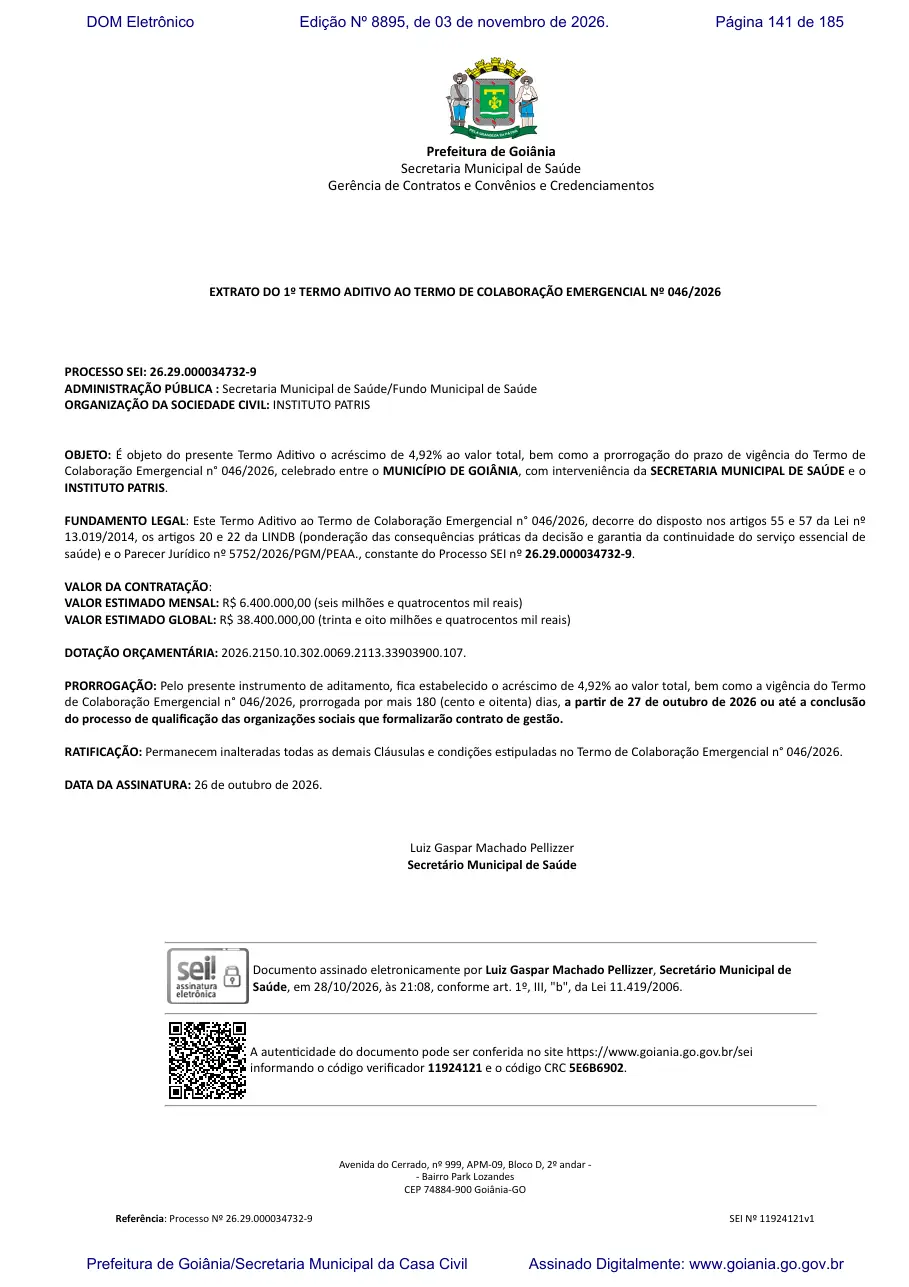 DOM Eletrônico Edição Nº 8895, de 03 de novembro de 2026. Página 141 de 185
PELA GRANDEZA DA PÁTRIA
Prefeitura de Goiânia
Secretaria Municipal de Saúde
Gerência de Contratos e Convênios e Credenciamentos
EXTRATO DO 1º TERMO ADITIVO AO TERMO DE COLABORAÇÃO EMERGENCIAL Nº 046/2026
PROCESSO SEI: 26.29.000034732-9
ADMINISTRAÇÃO PÚBLICA : Secretaria Municipal de Saúde/Fundo Municipal de Saúde
ORGANIZAÇÃO DA SOCIEDADE CIVIL: INSTITUTO PATRIS
OBJETO: É objeto do presente Termo Aditivo o acréscimo de 4,92% ao valor total, bem como a prorrogação do prazo de vigência do Termo de
Colaboração Emergencial n° 046/2026, celebrado entre o MUNICÍPIO DE GOIÂNIA, com interveniência da SECRETARIA MUNICIPAL DE SAÚDE e o
INSTITUTO PATRIS.
FUNDAMENTO LEGAL: Este Termo Aditivo ao Termo de Colaboração Emergencial n° 046/2026, decorre do disposto nos artigos 55 e 57 da Lei nº
13.019/2014, os artigos 20 e 22 da LINDB (ponderação das consequências práticas da decisão e garantia da continuidade do serviço essencial de
saúde) e o Parecer Jurídico nº 5752/2026/PGM/PEAA., constante do Processo SEI nº 26.29.000034732-9.
VALOR DA CONTRATAÇÃO:
VALOR ESTIMADO MENSAL: R$ 6.400.000,00 (seis milhões e quatrocentos mil reais)
VALOR ESTIMADO GLOBAL: R$ 38.400.000,00 (trinta e oito milhões e quatrocentos mil reais)
DOTAÇÃO ORÇAMENTÁRIA: 2026.2150.10.302.0069.2113.33903900.107.
PRORROGAÇÃO: Pelo presente instrumento de aditamento, fica estabelecido o acréscimo de 4,92% ao valor total, bem como a vigência do Termo
de Colaboração Emergencial n° 046/2026, prorrogada por mais 180 (cento e oitenta) dias, a partir de 27 de outubro de 2026 ou até a conclusão
do processo de qualificação das organizações sociais que formalizarão contrato de gestão.
RATIFICAÇÃO: Permanecem inalteradas todas as demais Cláusulas e condições estipuladas no Termo de Colaboração Emergencial n° 046/2026.
DATA DA ASSINATURA: 26 de outubro de 2026.
Luiz Gaspar Machado Pellizzer
Secretário Municipal de Saúde
sei!
assinatura
eletrônica
Documento assinado eletronicamente por Luiz Gaspar Machado Pellizzer, Secretário Municipal de
Saúde, em 28/10/2026, às 21:08, conforme art. 1º, III, "b", da Lei 11.419/2006.
A autenticidade do documento pode ser conferida no site https://www.goiania.go.gov.br/sei
informando o código verificador 11924121 e o código CRC 5E6B6902.
Avenida do Cerrado, nº 999, APM-09, Bloco D, 2º andar -
- Bairro Park Lozandes
CEP 74884-900 Goiânia-GO
Referência: Processo Nº 26.29.000034732-9 SEI Nº 11924121v1
Prefeitura de Goiânia/Secretaria Municipal da Casa Civil Assinado Digitalmente: www.goiania.go.gov.br